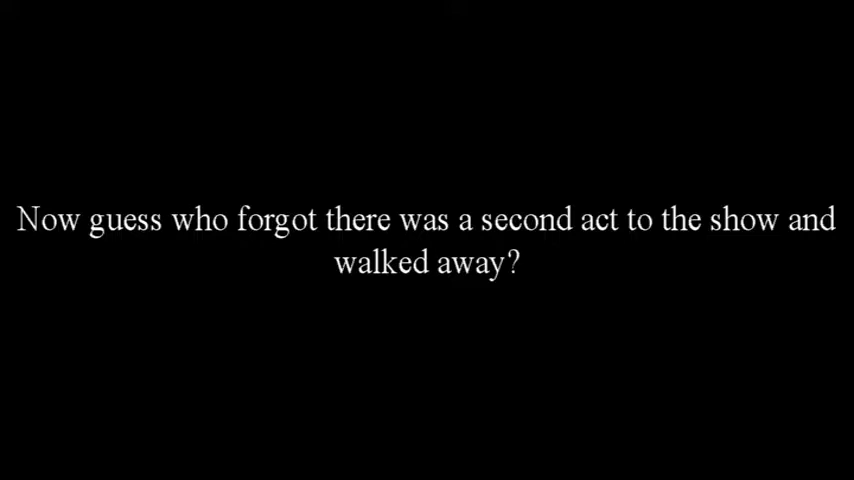 Now guess who forgot there was a second act to the show and
walked away?